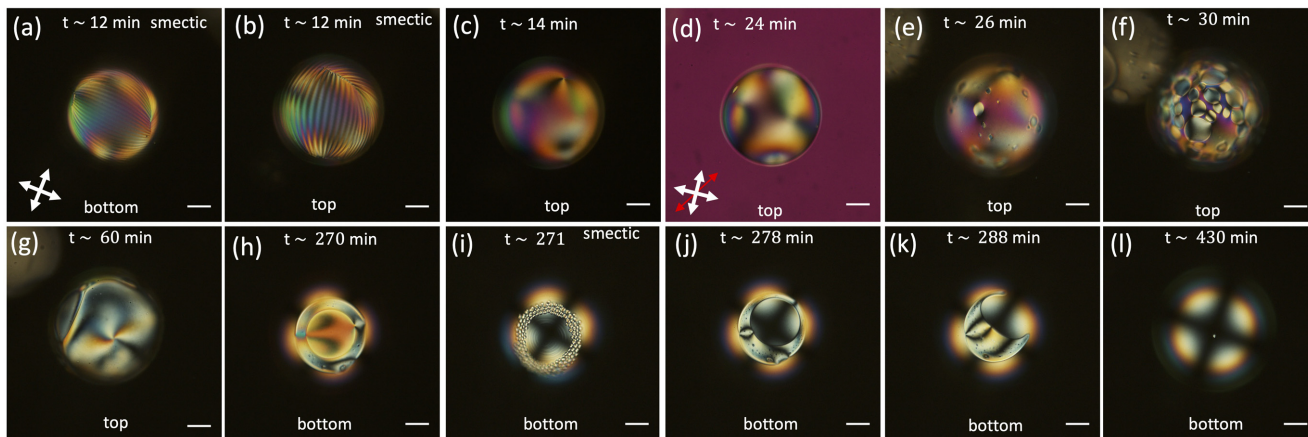 (a) t ~ 12 min smectic
bottom
(b) t ~ 12 min smectic
top
(c) t ~ 14 min
top
(d) t ~ 24 min
top
(e) t ~ 26 min
top
(f) t ~ 30 min
top
(g) t ~ 60 min
top
(h) t ~ 270 min
bottom
(i) t ~ 271 smectic
bottom
(j) t ~ 278 min
bottom
(k) t ~ 288 min
bottom
(l) t ~ 430 min
bottom